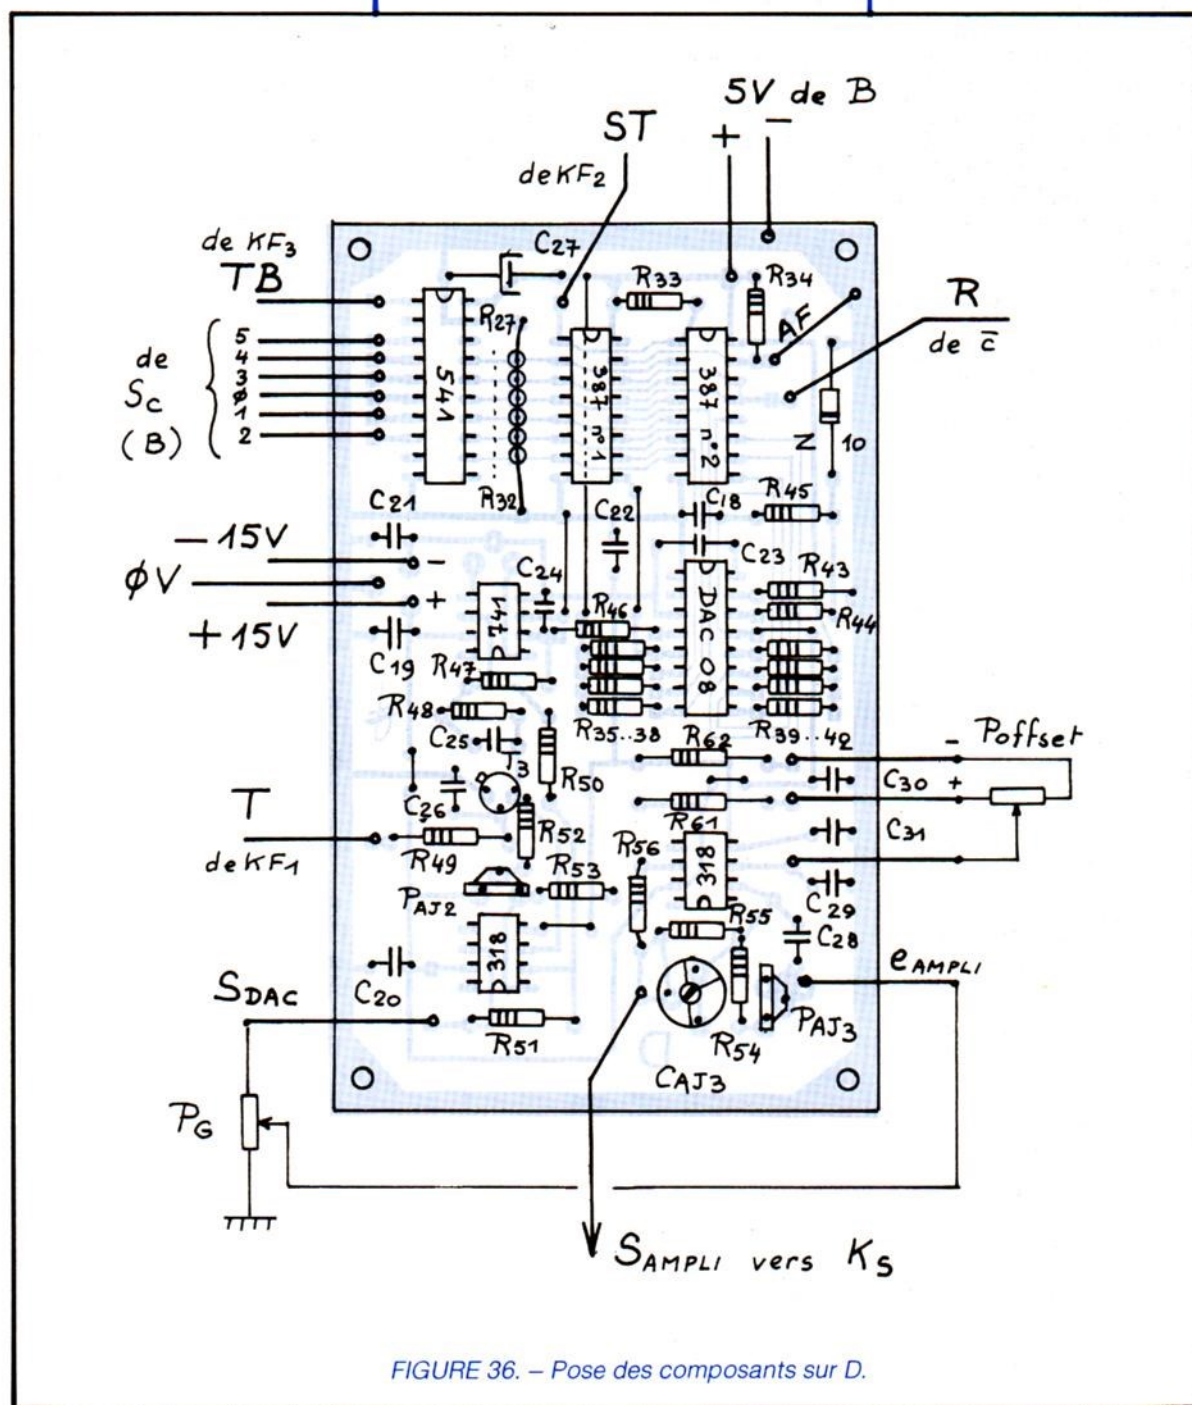 5V de B
+ −
ST
de KF2
de KF3
TB
C27
R33
R34
AF
R
de c̄
R27
de
Sc
(B)
5
4
3
ø
1
2
541
387 n°1
387 n°2
Z 10
R32
C21
C22
C18
R45
− 15V
−
øV
+
+ 15V
C23
C24
741
DAC 08
R43
R44
R46
C19
R47
R48
C25
J3
R50
R35..38
R62
R39..42
−
Poffset
C30
+
C26
T
de KF1
R49
R52
R61
C31
R56
318
PAJ2
R53
C29
R55
C28
318
eAMPLI
C20
SDAC
R51
R54
PAJ3
CAJ3
D
PG
SAMPLI vers KS
FIGURE 36. – Pose des composants sur D.